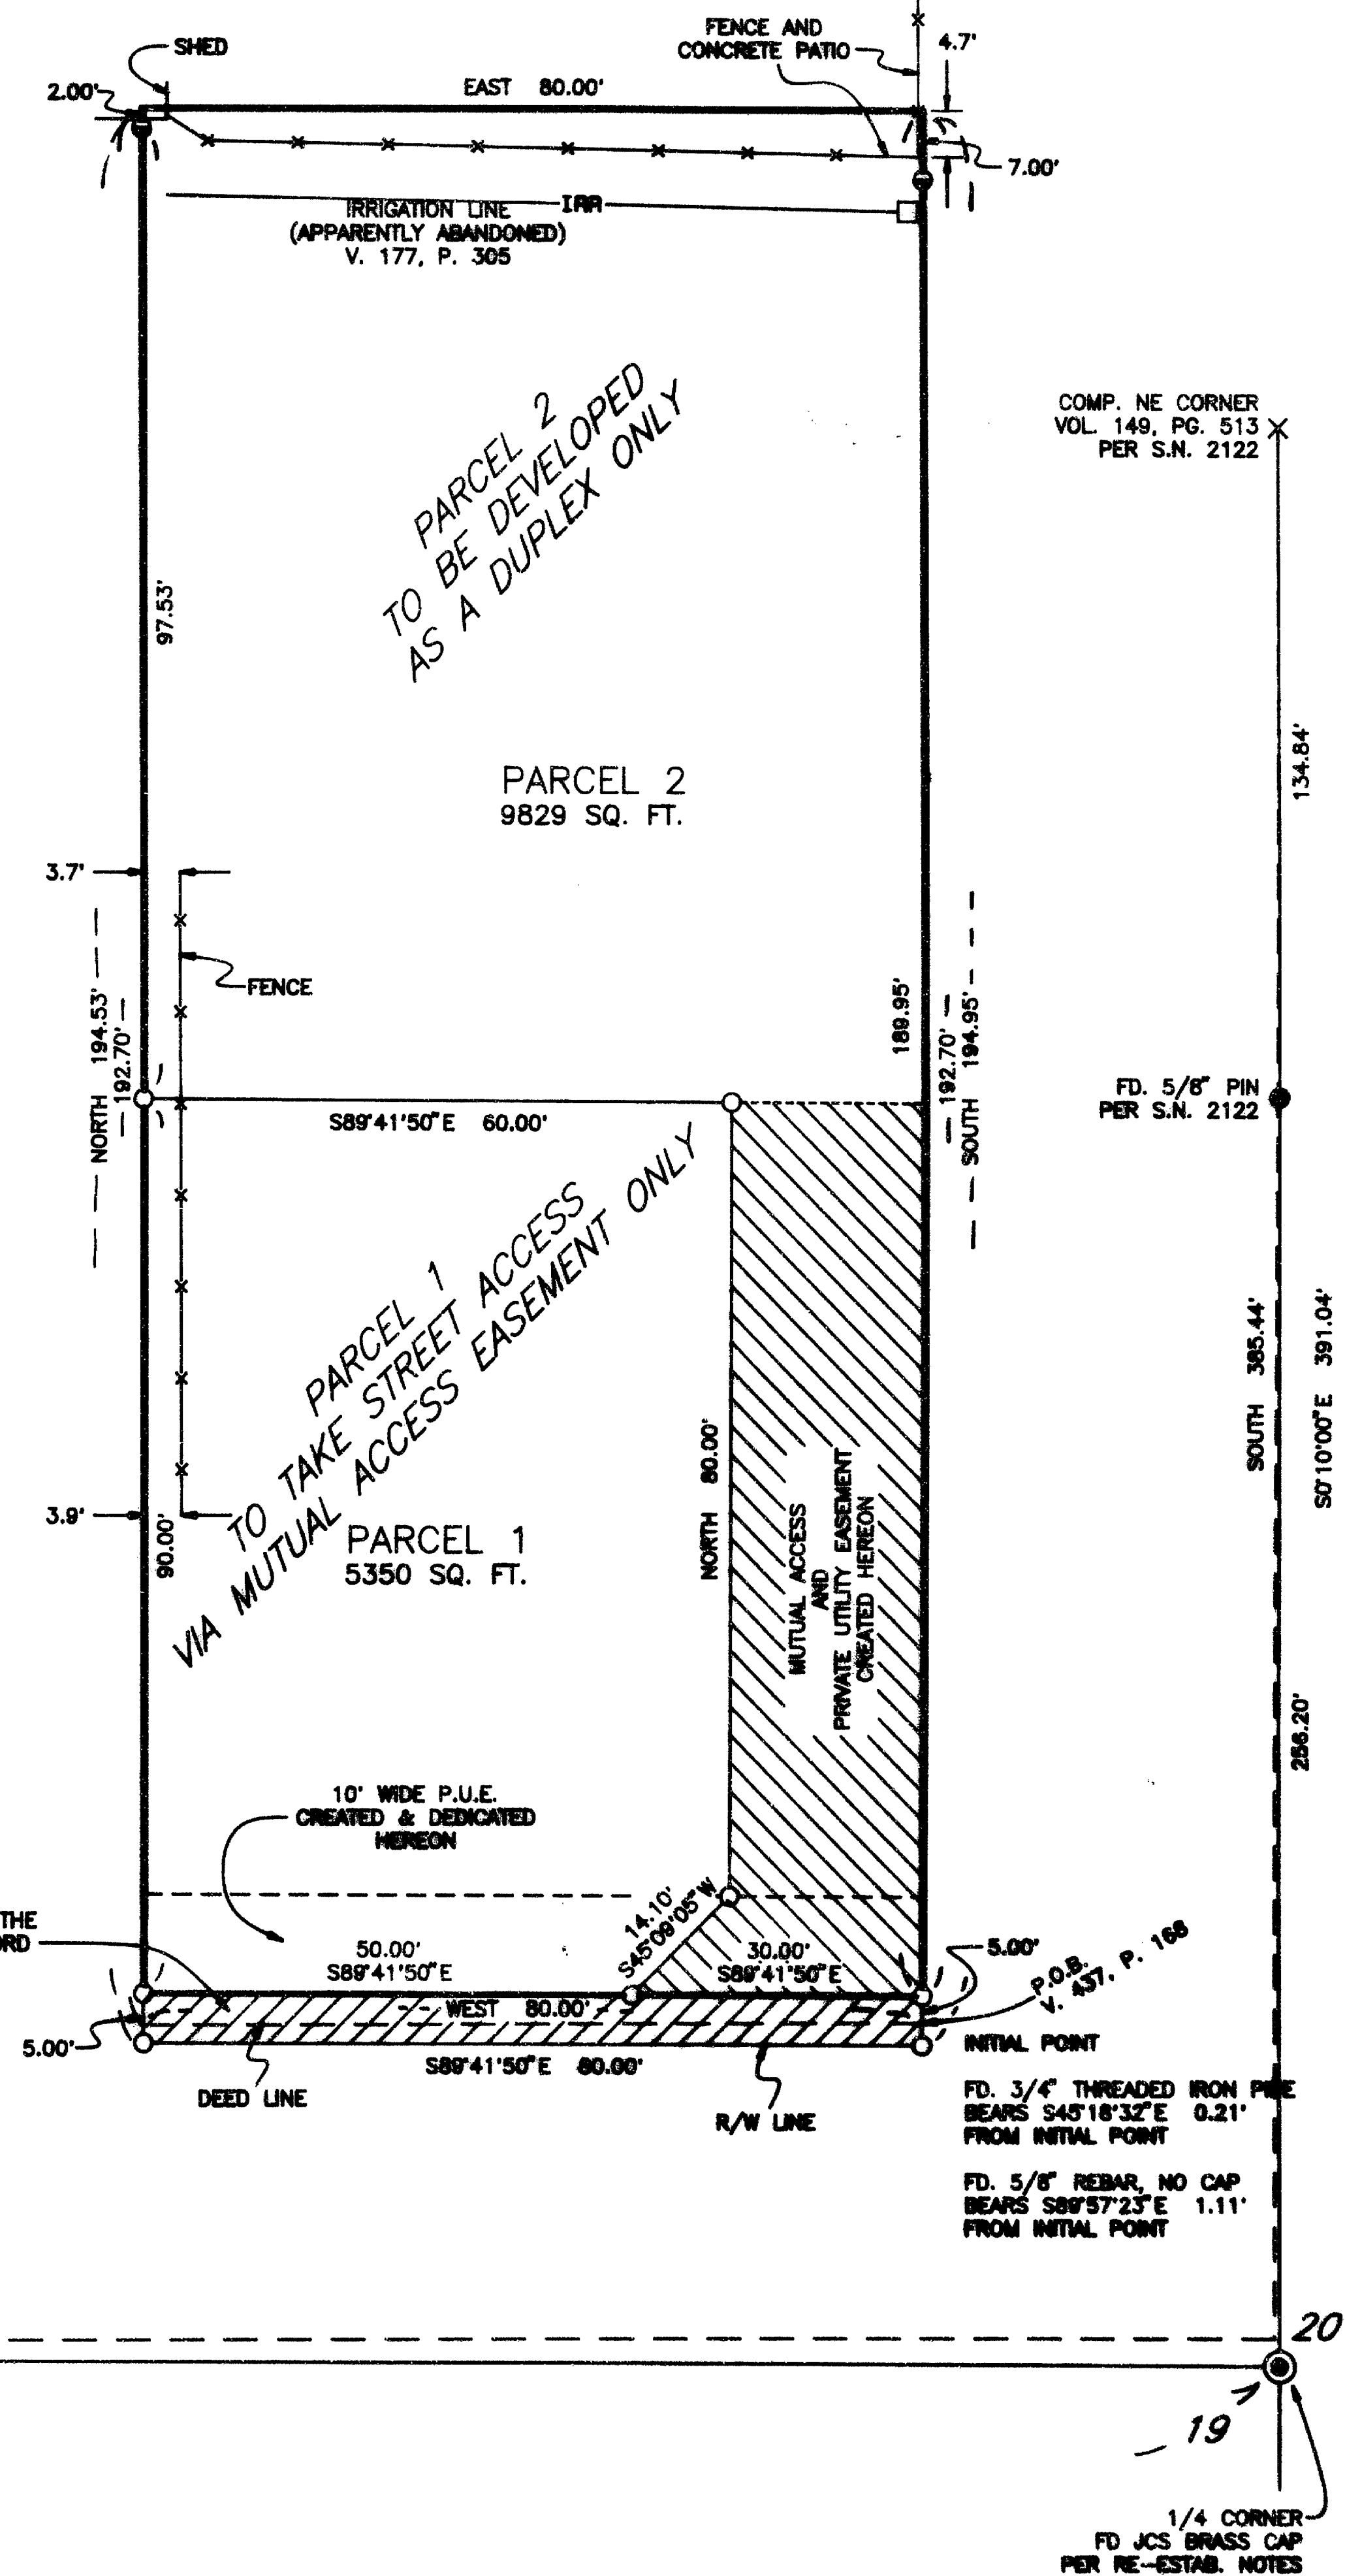 SHED
FENCE AND
CONCRETE PATIO
4.7'
2.00'
EAST 80.00'
7.00'
IRR
IRRIGATION LINE
(APPARENTLY ABANDONED)
V. 177, P. 305
COMP. NE CORNER
VOL. 149, PG. 513
PER S.N. 2122
PARCEL 2
TO BE DEVELOPED
AS A DUPLEX ONLY
97.53'
134.84'
PARCEL 2
9829 SQ. FT.
3.7'
FENCE
NORTH 194.53'
192.70'
189.95'
192.70'
SOUTH 194.95'
FD. 5/8" PIN
PER S.N. 2122
S89°41'50"E 60.00'
PARCEL 1
TO TAKE STREET ACCESS
VIA MUTUAL ACCESS EASEMENT ONLY
SOUTH 385.44'
S0°10'00"E 391.04'
NORTH 80.00'
MUTUAL ACCESS
AND
PRIVATE UTILITY EASEMENT
CREATED HEREON
3.9'
90.00'
PARCEL 1
5350 SQ. FT.
256.20'
10' WIDE P.U.E.
CREATED & DEDICATED
HEREON
14.10'
S45°09'05"W
THE
ORD
50.00'
S89°41'50"E
30.00'
S89°41'50"E
5.00'
P.O.B.
V. 437, P. 168
WEST 80.00'
5.00'
S89°41'50"E 80.00'
INITIAL POINT
DEED LINE
R/W LINE
FD. 3/4" THREADED IRON PIPE
BEARS S45°18'32"E 0.21'
FROM INITIAL POINT
FD. 5/8" REBAR, NO CAP
BEARS S89°57'23"E 1.11'
FROM INITIAL POINT
20
19
1/4 CORNER
FD JCS BRASS CAP
PER RE-ESTAB. NOTES